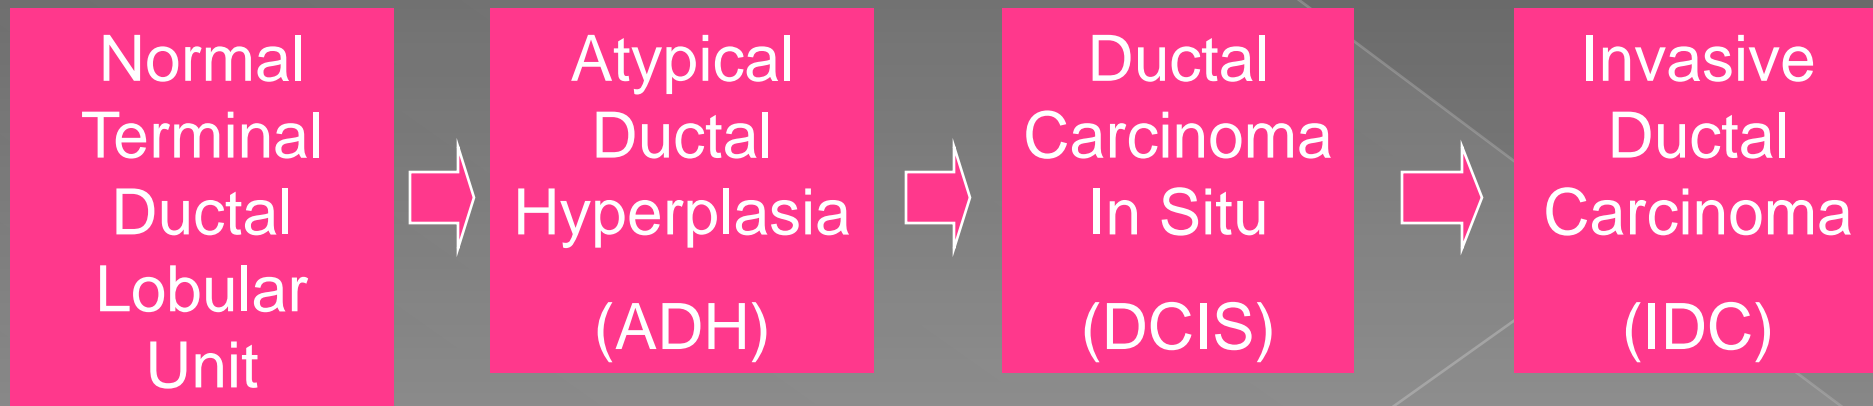 Normal
Terminal
Ductal
Lobular
Unit
Atypical
Ductal
Hyperplasia
(ADH)
Ductal
Carcinoma
In Situ
(DCIS)
Invasive
Ductal
Carcinoma
(IDC)